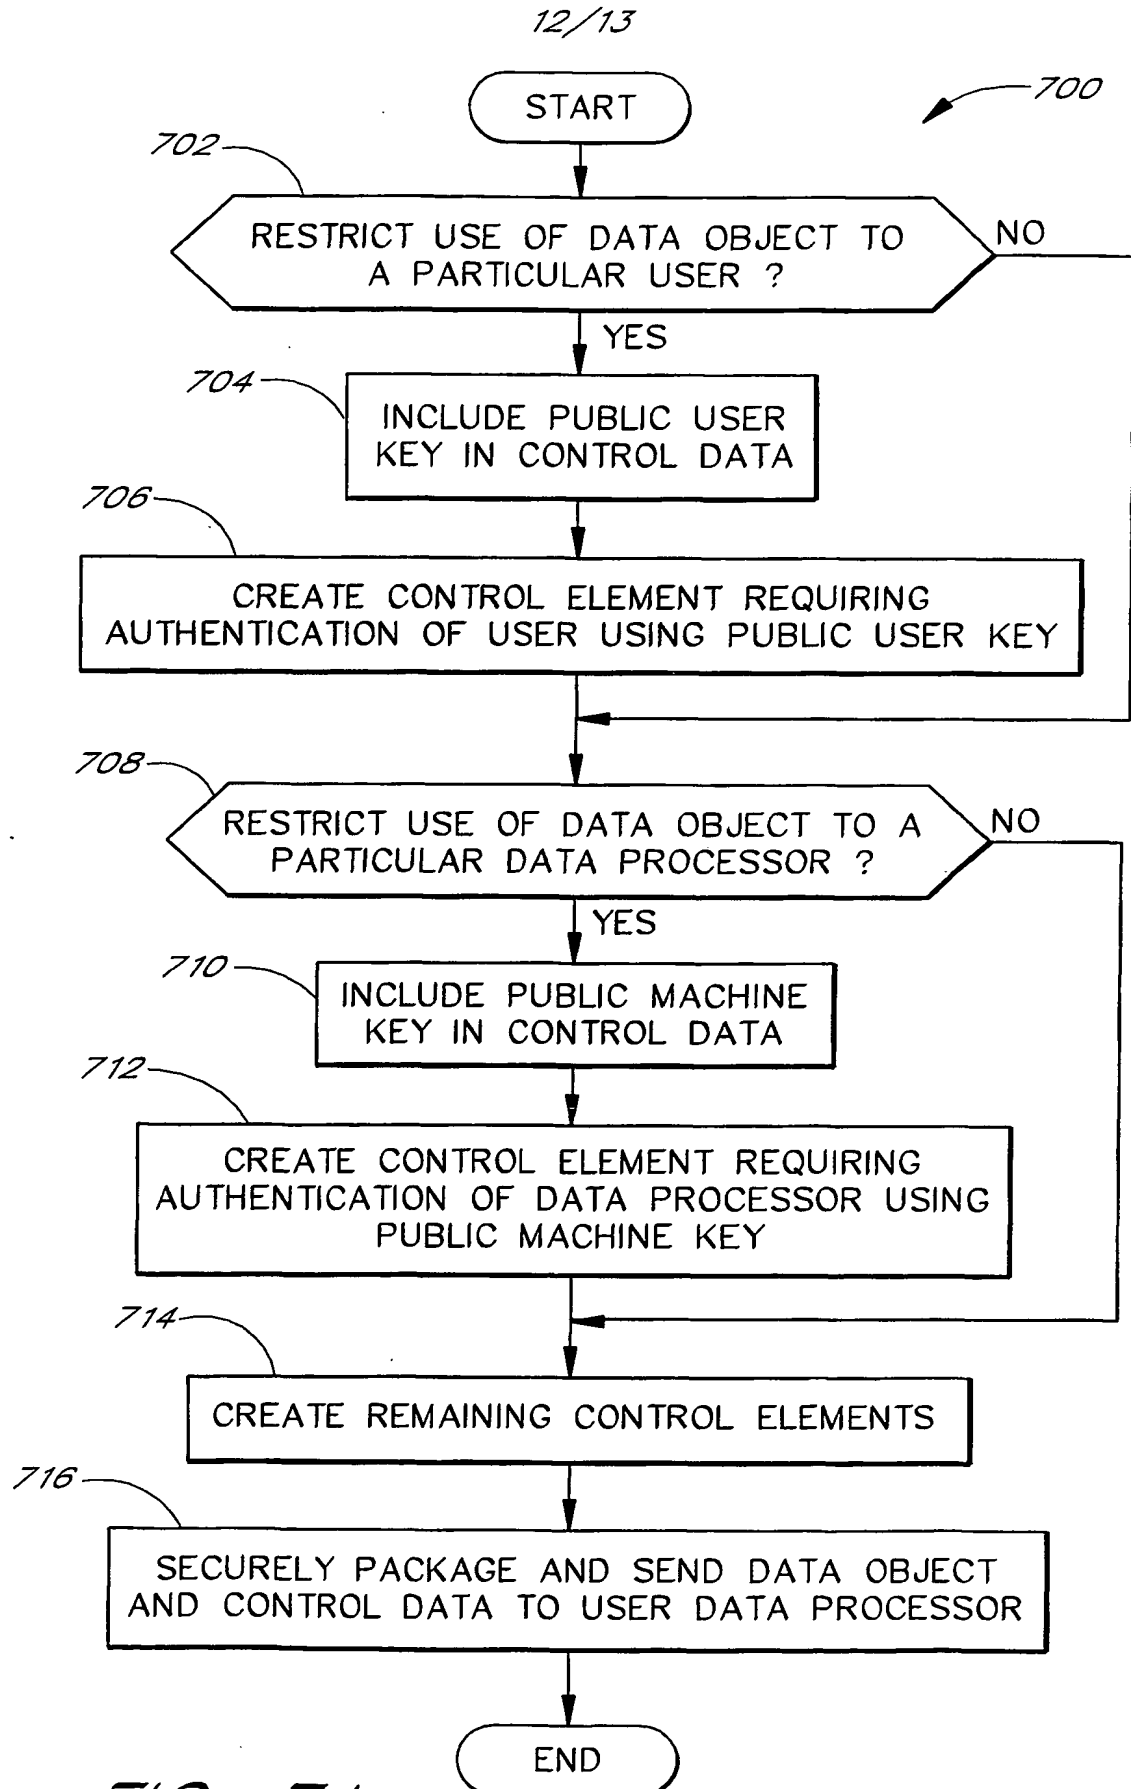 12/13
START
700
702
RESTRICT USE OF DATA OBJECT TO
A PARTICULAR USER ?
NO
YES
704
INCLUDE PUBLIC USER
KEY IN CONTROL DATA
706
CREATE CONTROL ELEMENT REQUIRING
AUTHENTICATION OF USER USING PUBLIC USER KEY
708
RESTRICT USE OF DATA OBJECT TO A
PARTICULAR DATA PROCESSOR ?
NO
YES
710
INCLUDE PUBLIC MACHINE
KEY IN CONTROL DATA
712
CREATE CONTROL ELEMENT REQUIRING
AUTHENTICATION OF DATA PROCESSOR USING
PUBLIC MACHINE KEY
714
CREATE REMAINING CONTROL ELEMENTS
716
SECURELY PACKAGE AND SEND DATA OBJECT
AND CONTROL DATA TO USER DATA PROCESSOR
END